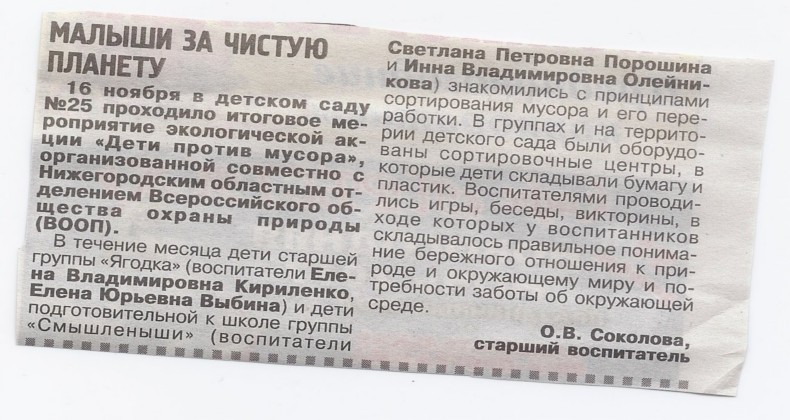 МАЛЫШИ ЗА ЧИСТУЮ
ПЛАНЕТУ
16 ноября в детском саду
№25 проходило итоговое ме-
роприятие экологической ак-
ции «Дети против мусора»,
организованной совместно с
Нижегородским областным от-
делением Всероссийского об-
щества охраны природы
(ВООП).
В течение месяца дети старшей
группы «Ягодка» (воспитатели Еле-
на Владимировна Кириленко,
Елена Юрьевна Выбина) и дети
подготовительной к школе группы
«Смышленыши» (воспитатели
Светлана Петровна Порошина
и Инна Владимировна Олейни-
кова) знакомились с принципами
сортирования мусора и его пере-
работки. В группах и на террито-
рии детского сада были оборудо-
ваны сортировочные центры, в
которые дети складывали бумагу и
пластик. Воспитателями проводи-
лись игры, беседы, викторины, в
ходе которых у воспитанников
складывалось правильное понима-
ние бережного отношения к при-
роде и окружающему миру и по-
требности заботы об окружающей
среде.
О.В. Соколова,
старший воспитатель